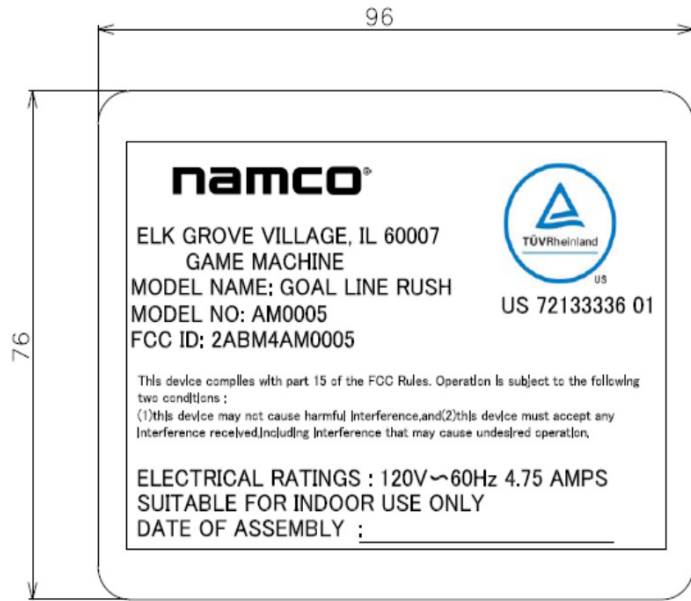 96
76
namco®
TÜVRheinland
US
US 72133336 01
ELK GROVE VILLAGE, IL 60007
GAME MACHINE
MODEL NAME: GOAL LINE RUSH
MODEL NO: AM0005
FCC ID: 2ABM4AM0005
This device complies with part 15 of the FCC Rules. Operation is subject to the following
two conditions :
(1)this device may not cause harmful interference,and(2)this device must accept any
interference received,including interference that may cause undesired operation,
ELECTRICAL RATINGS : 120V~60Hz 4.75 AMPS
SUITABLE FOR INDOOR USE ONLY
DATE OF ASSEMBLY :